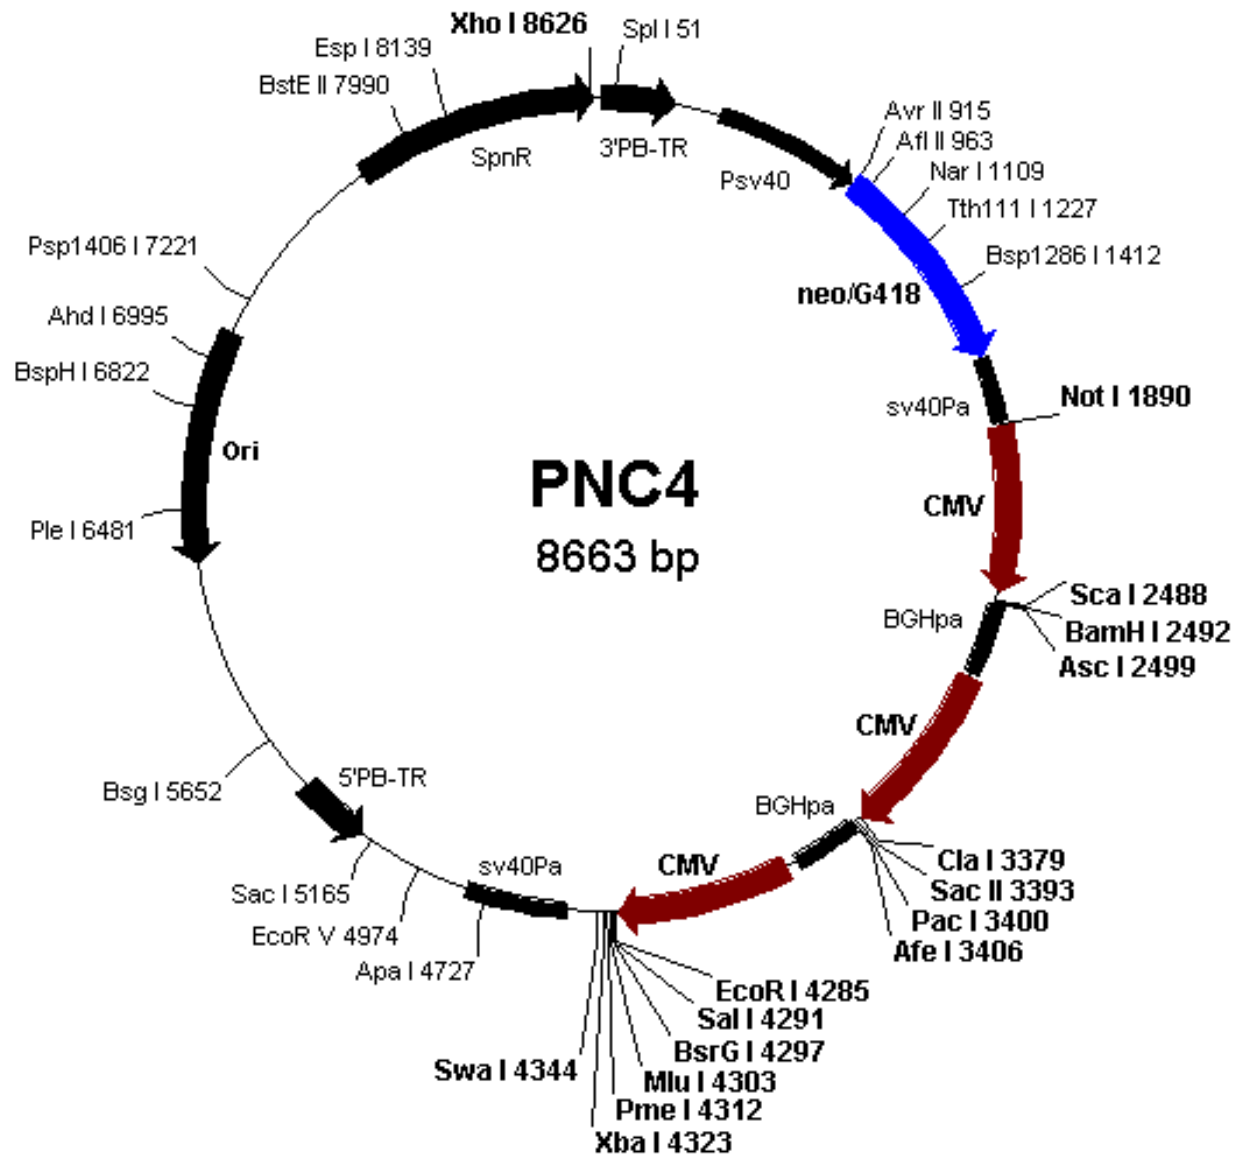 Xho I 8626
Spl I 51
Esp I 8139
BstE II 7990
Avr II 915
Afl II 963
3'PB-TR
SpnR
Nar I 1109
Psv40
Tth111 I 1227
Psp1406 I 7221
Bsp1286 I 1412
neo/G418
Ahd I 6995
BspH I 6822
Not I 1890
sv40Pa
Ori
PNC4
CMV
Ple I 6481
8663 bp
Sca I 2488
BGHpa
BamH I 2492
Asc I 2499
CMV
5'PB-TR
Bsg I 5652
BGHpa
Cla I 3379
sv40Pa
CMV
Sac I 5165
Sac II 3393
Pac I 3400
EcoR V 4974
Afe I 3406
Apa I 4727
EcoR I 4285
Sal I 4291
BsrG I 4297
Swa I 4344
Mlu I 4303
Pme I 4312
Xba I 4323